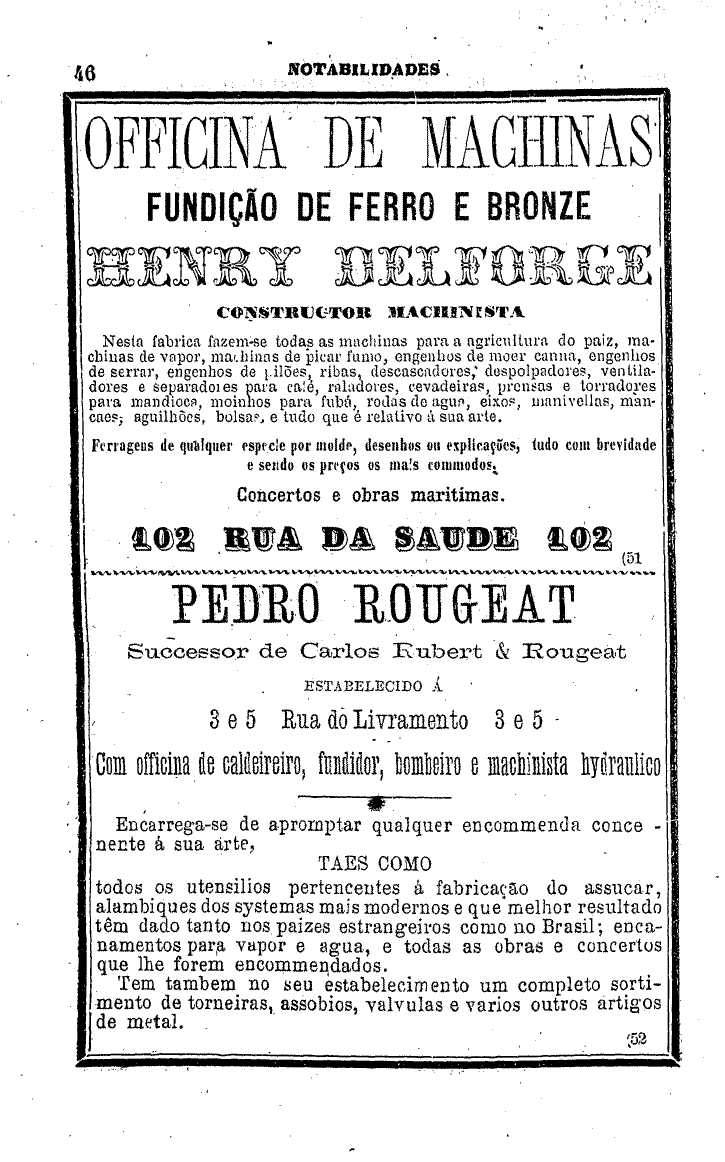 46
NOTABILIDADES
OFFICINA DE MACHINAS
FUNDIÇÃO DE FERRO E BRONZE
HENRY DELFORGE
CONSTRUCTOR MACHINISTA
Nesta fabrica fazem-se todas as machinas para a agricultura do paiz, ma-
chinas de vapor, machinas de picar fumo, engenhos de moer canna, engenhos
de serrar, engenhos de pilões, ribas, descascadores, despolpadores, ventila-
dores e separadores para café, raladores, cevadeiras, prensas e torradores
para mandioca, moinhos para fubá, rodas de agua, eixos, manivellas, man-
caes; aguilhões, bolsas, e tudo que é relativo á sua arte.
Ferragens de qualquer especie por molde, desenhos ou explicações, tudo com brevidade
e sendo os preços os mais commodos.
Concertos e obras maritimas.
102 RUA DA SAUDE 102
(51
PEDRO ROUGEAT
Successor de Carlos Rubert & Rougeat
ESTABELECIDO Á
3 e 5 Rua do Livramento 3 e 5
Com officina de caldeireiro, fundidor, bombeiro e machinista hydraulico
Encarrega-se de apromptar qualquer encommenda conce -
nente á sua arte,
TAES COMO
todos os utensilios pertencentes á fabricação do assucar,
alambiques dos systemas mais modernos e que melhor resultado
têm dado tanto nos paizes estrangeiros como no Brasil; enca-
namentos para vapor e agua, e todas as obras e concertos
que lhe forem encommendados.
Tem tambem no seu estabelecimento um completo sorti-
mento de torneiras, assobios, valvulas e varios outros artigos
de metal.
(52